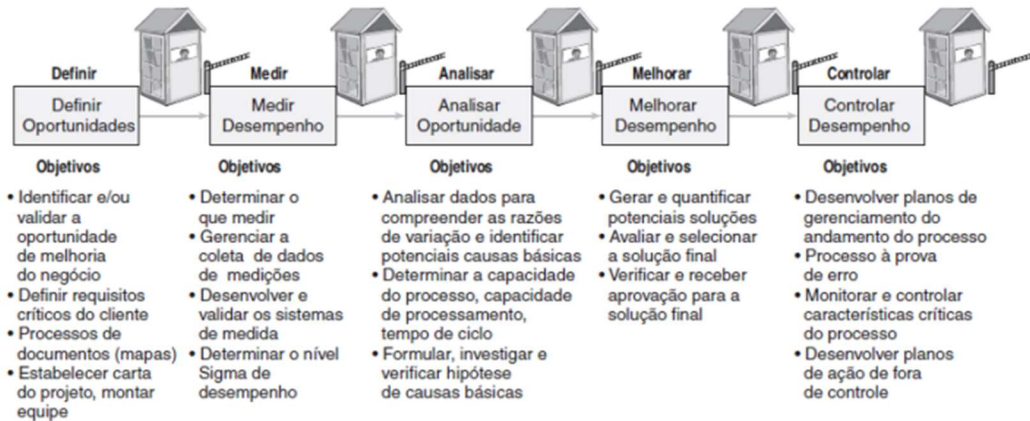 Definir
Definir
Oportunidades
Objetivos
• Identificar e/ou
validar a
oportunidade
de melhoria
do negócio
• Definir requisitos
críticos do cliente
• Processos de
documentos (mapas)
• Estabelecer carta
do projeto, montar
equipe
Medir
Medir
Desempenho
Objetivos
• Determinar o
que medir
• Gerenciar a
coleta de dados
de medições
• Desenvolver e
validar os sistemas
de medida
• Determinar o nível
Sigma de
desempenho
Analisar
Analisar
Oportunidade
Objetivos
• Analisar dados para
compreender as razões
de variação e identificar
potenciais causas básicas
• Determinar a capacidade
do processo, capacidade
de processamento,
tempo de ciclo
• Formular, investigar e
verificar hipótese
de causas básicas
Melhorar
Melhorar
Desempenho
Objetivos
• Gerar e quantificar
potenciais soluções
• Avaliar e selecionar
a solução final
• Verificar e receber
aprovação para a
solução final
Controlar
Controlar
Desempenho
Objetivos
• Desenvolver planos de
gerenciamento do
andamento do processo
• Processo à prova
de erro
• Monitorar e controlar
características críticas
do processo
• Desenvolver planos
de ação de fora
de controle